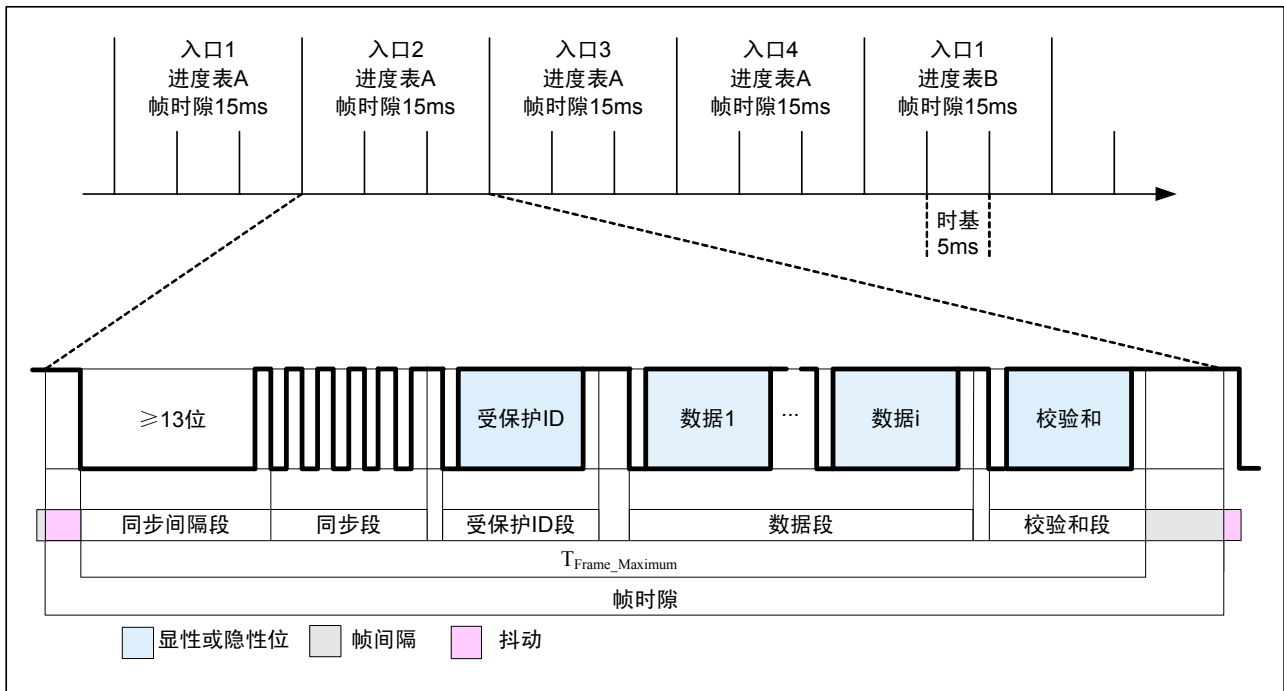 入口1
进度表A
帧时隙15ms
入口2
进度表A
帧时隙15ms
入口3
进度表A
帧时隙15ms
入口4
进度表A
帧时隙15ms
入口1
进度表B
帧时隙15ms
时基
5ms
≥13位
受保护ID
数据1
...
数据i
校验和
同步间隔段
同步段
受保护ID段
数据段
校验和段
TFrame_Maximum
帧时隙
显性或隐性位
帧间隔
抖动